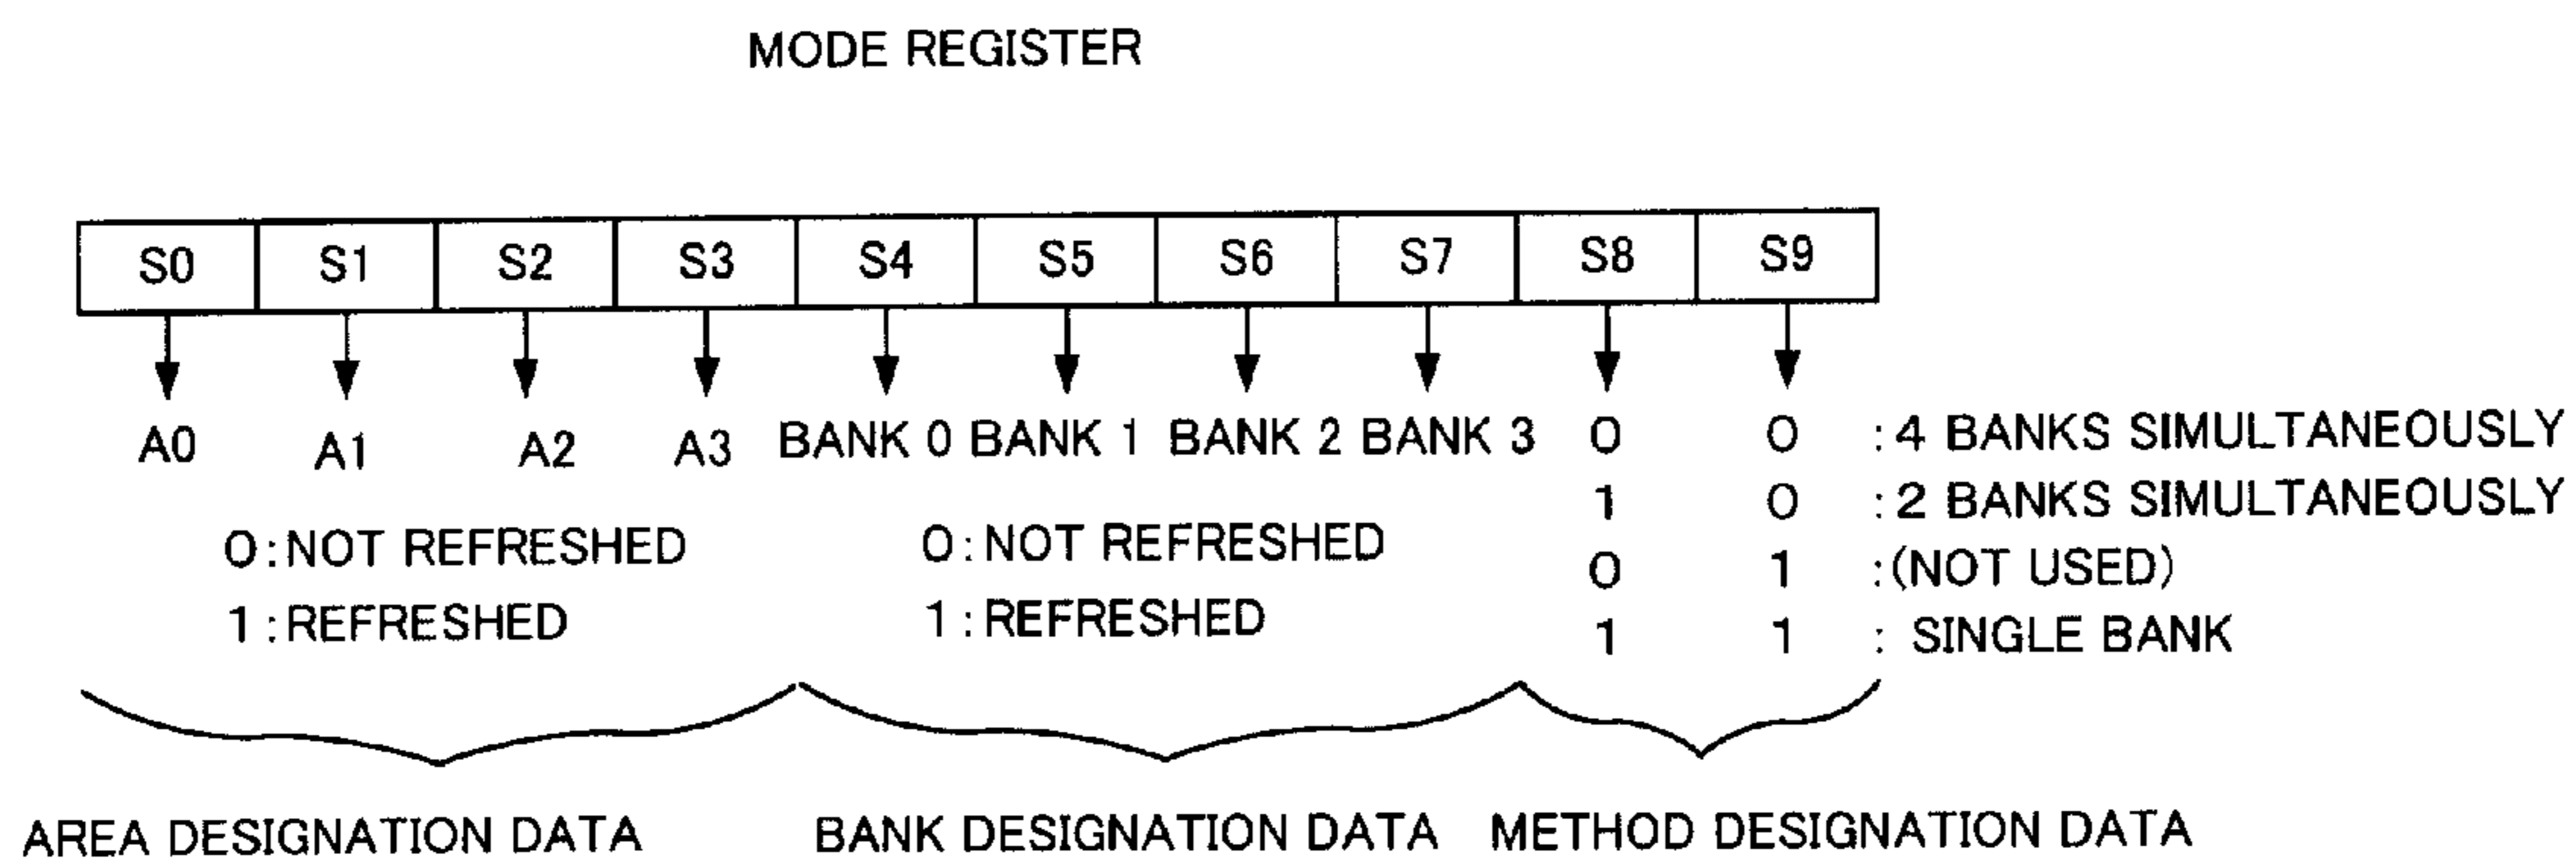 MODE REGISTER
S0 S1 S2 S3 S4 S5 S6 S7 S8 S9
A0 A1 A2 A3 BANK 0 BANK 1 BANK 2 BANK 3 0 0 :4 BANKS SIMULTANEOUSLY
1 0 :2 BANKS SIMULTANEOUSLY
0:NOT REFRESHED 0:NOT REFRESHED 0 1 :(NOT USED)
1:REFRESHED 1:REFRESHED 1 1 : SINGLE BANK
AREA DESIGNATION DATA BANK DESIGNATION DATA METHOD DESIGNATION DATA